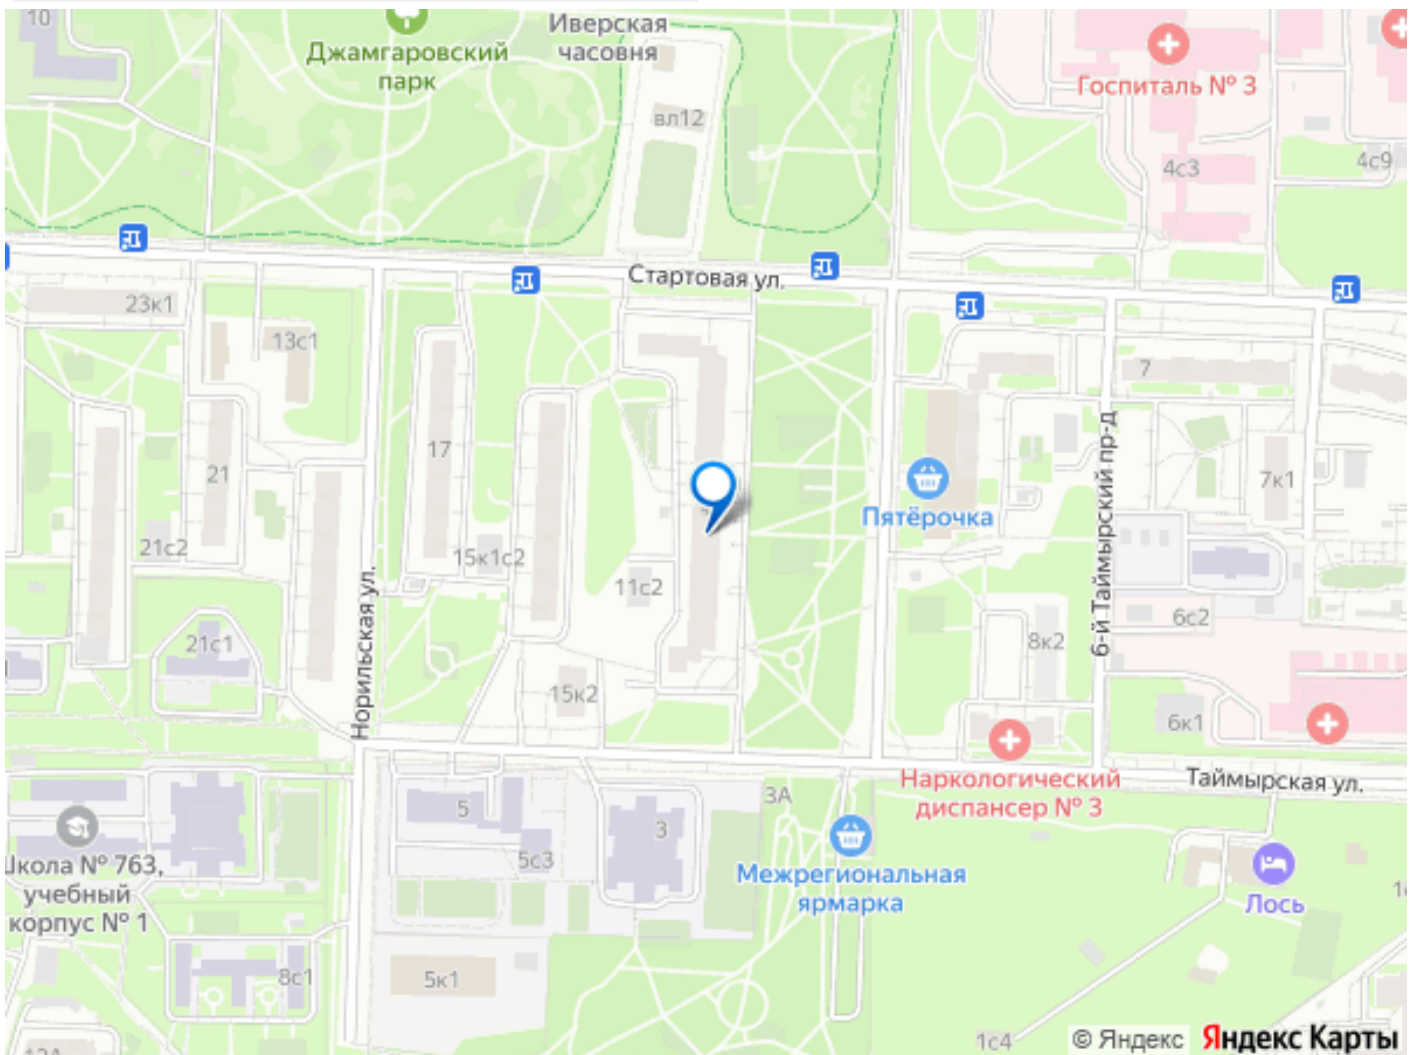 10
Джамгаровский
парк
Иверская
часовня
вл12
Госпиталь № 3
4с3
4с9
Стартовая ул.
23к1
13с1
7
17
21
7к1
Пятёрочка
6-й Таймырский пр-д
21с2
15к1с2
11с2
Норильская ул.
6с2
21с1
8к2
15к2
6к1
Наркологический
диспансер № 3
Таймырская ул.
3А
5
3
5с3
Школа № 763,
учебный
корпус № 1
Межрегиональная
ярмарка
Лось
8с1
5к1
1с4
12А
© Яндекс
Яндекс Карты